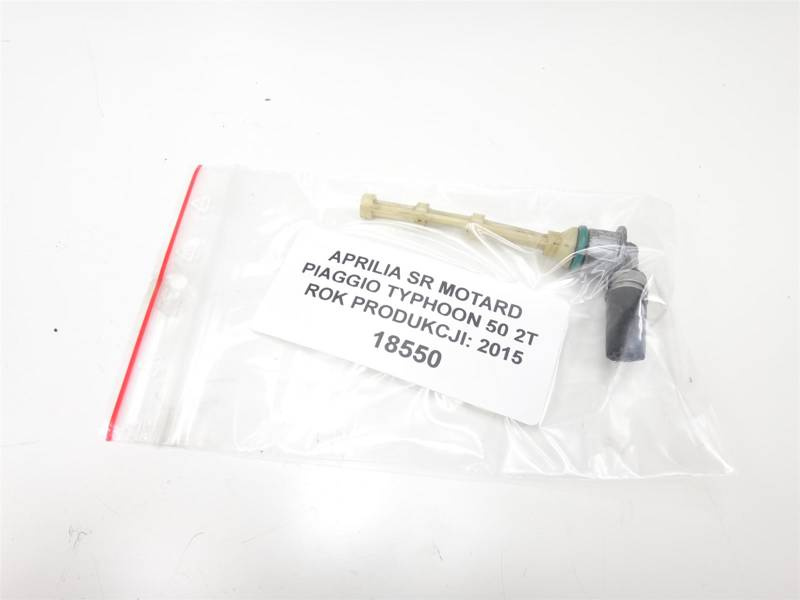 APRILIA SR MOTARD
PIAGGIO TYPHOON 50 2T
ROK PRODUKCJI: 2015
18550